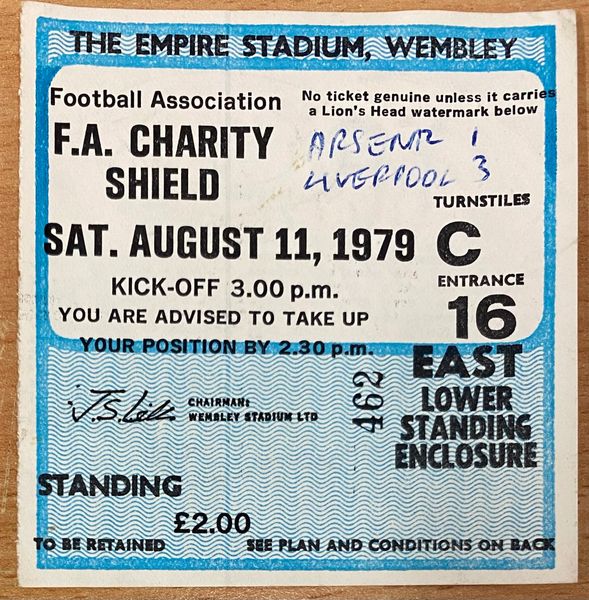 THE EMPIRE STADIUM, WEMBLEY
Football Association
No ticket genuine unless it carries
a Lion's Head watermark below
F.A. CHARITY
SHIELD
ARSENAL 1
LIVERPOOL 3
TURNSTILES
SAT. AUGUST 11, 1979
C
KICK-OFF 3.00 p.m.
ENTRANCE
16
YOU ARE ADVISED TO TAKE UP
YOUR POSITION BY 2.30 p.m.
EAST
LOWER
STANDING
ENCLOSURE
462
CHAIRMAN:
WEMBLEY STADIUM LTD
STANDING
£2.00
TO BE RETAINED
SEE PLAN AND CONDITIONS ON BACK